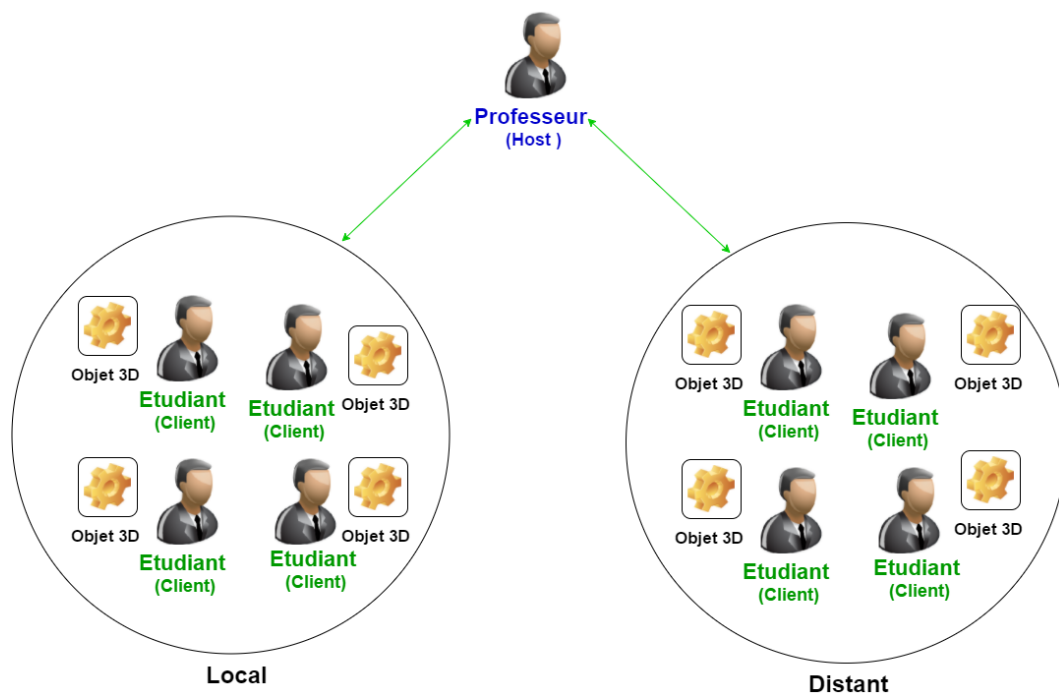 Professeur
(Host )
Objet 3D
Etudiant
(Client)
Etudiant
(Client)
Objet 3D
Objet 3D
Etudiant
(Client)
Etudiant
(Client)
Objet 3D
Local
Objet 3D
Etudiant
(Client)
Etudiant
(Client)
Objet 3D
Objet 3D
Etudiant
(Client)
Etudiant
(Client)
Objet 3D
Distant